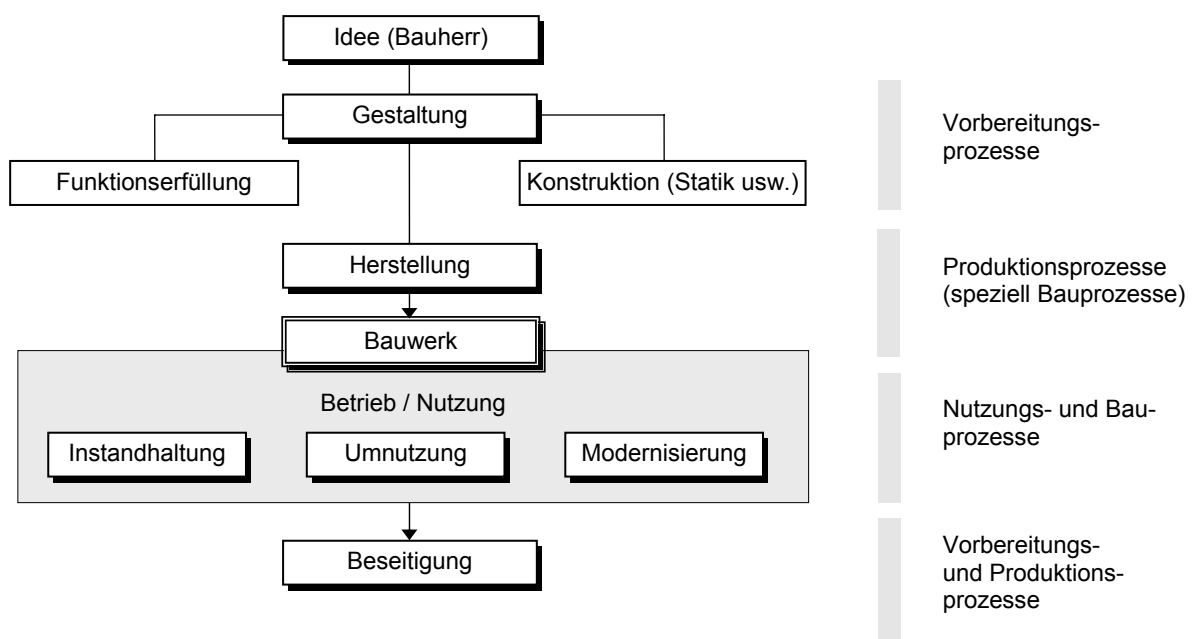 Idee (Bauherr)
Gestaltung
Vorbereitungs-
prozesse
Funktionserfüllung
Konstruktion (Statik usw.)
Herstellung
Produktionsprozesse
(speziell Bauprozesse)
Bauwerk
Betrieb / Nutzung
Nutzungs- und Bau-
prozesse
Instandhaltung
Umnutzung
Modernisierung
Beseitigung
Vorbereitungs-
und Produktions-
prozesse